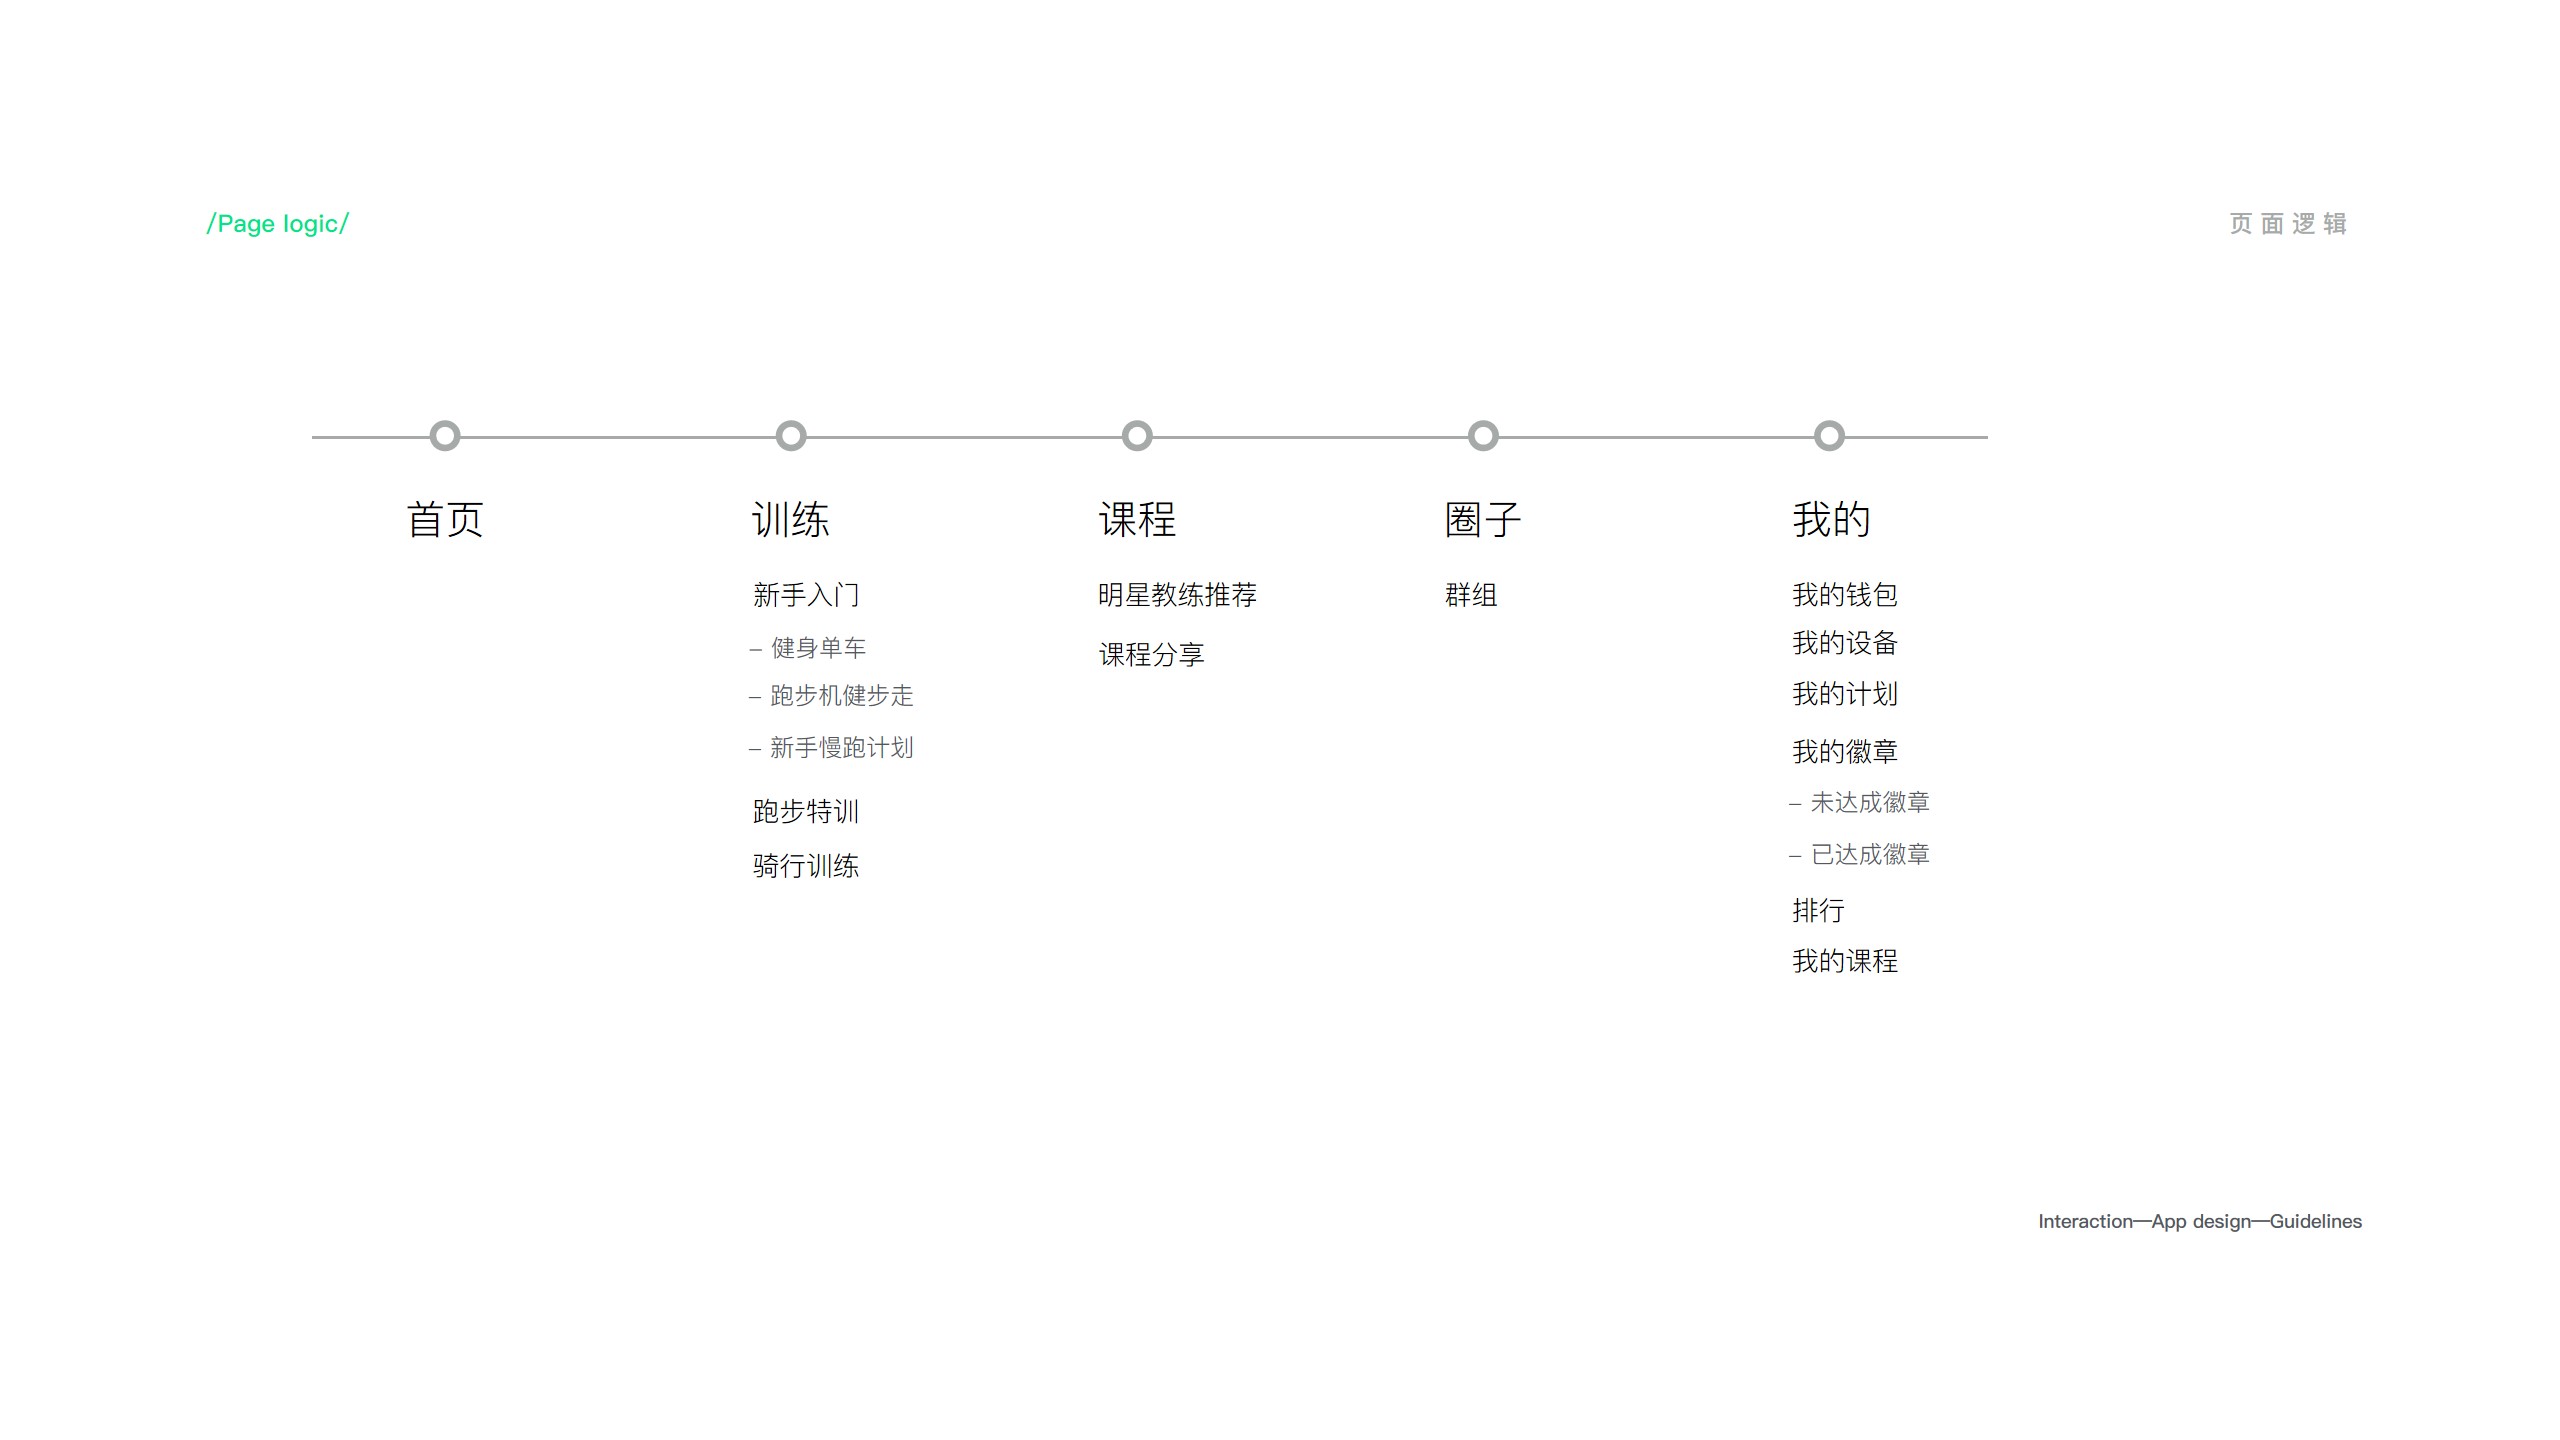 /Page logic/
页面逻辑
首页
训练
新手入门
– 健身单车
– 跑步机健步走
– 新手慢跑计划
跑步特训
骑行训练
课程
明星教练推荐
课程分享
圈子
群组
我的
我的钱包
我的设备
我的计划
我的徽章
– 未达成徽章
– 已达成徽章
排行
我的课程
Interaction—App design—Guidelines